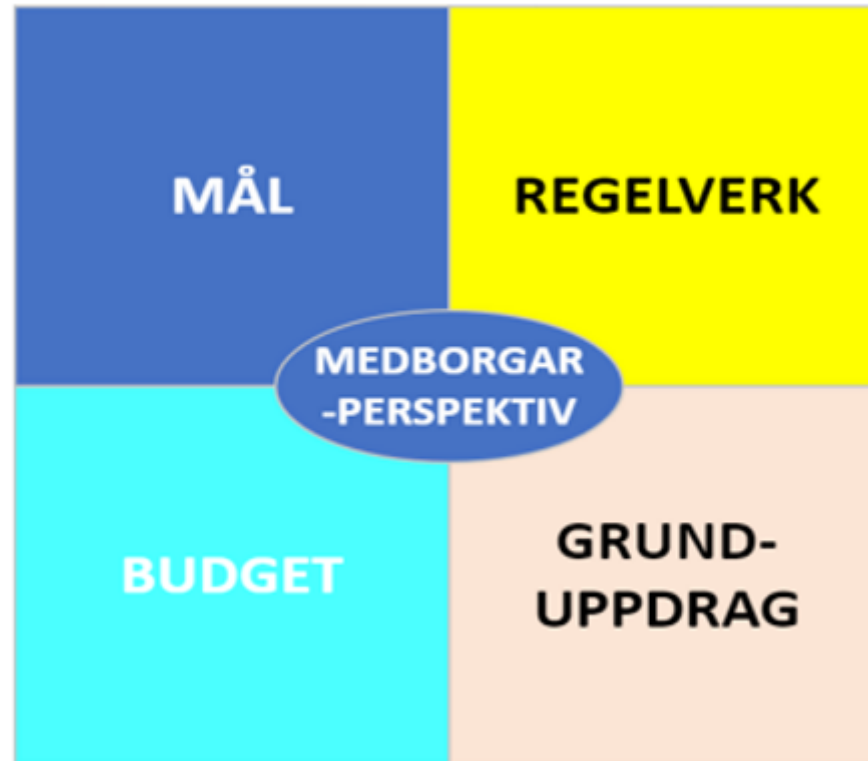 MÅL
REGELVERK
MEDBORGAR
-PERSPEKTIV
BUDGET
GRUND-
UPPDRAG